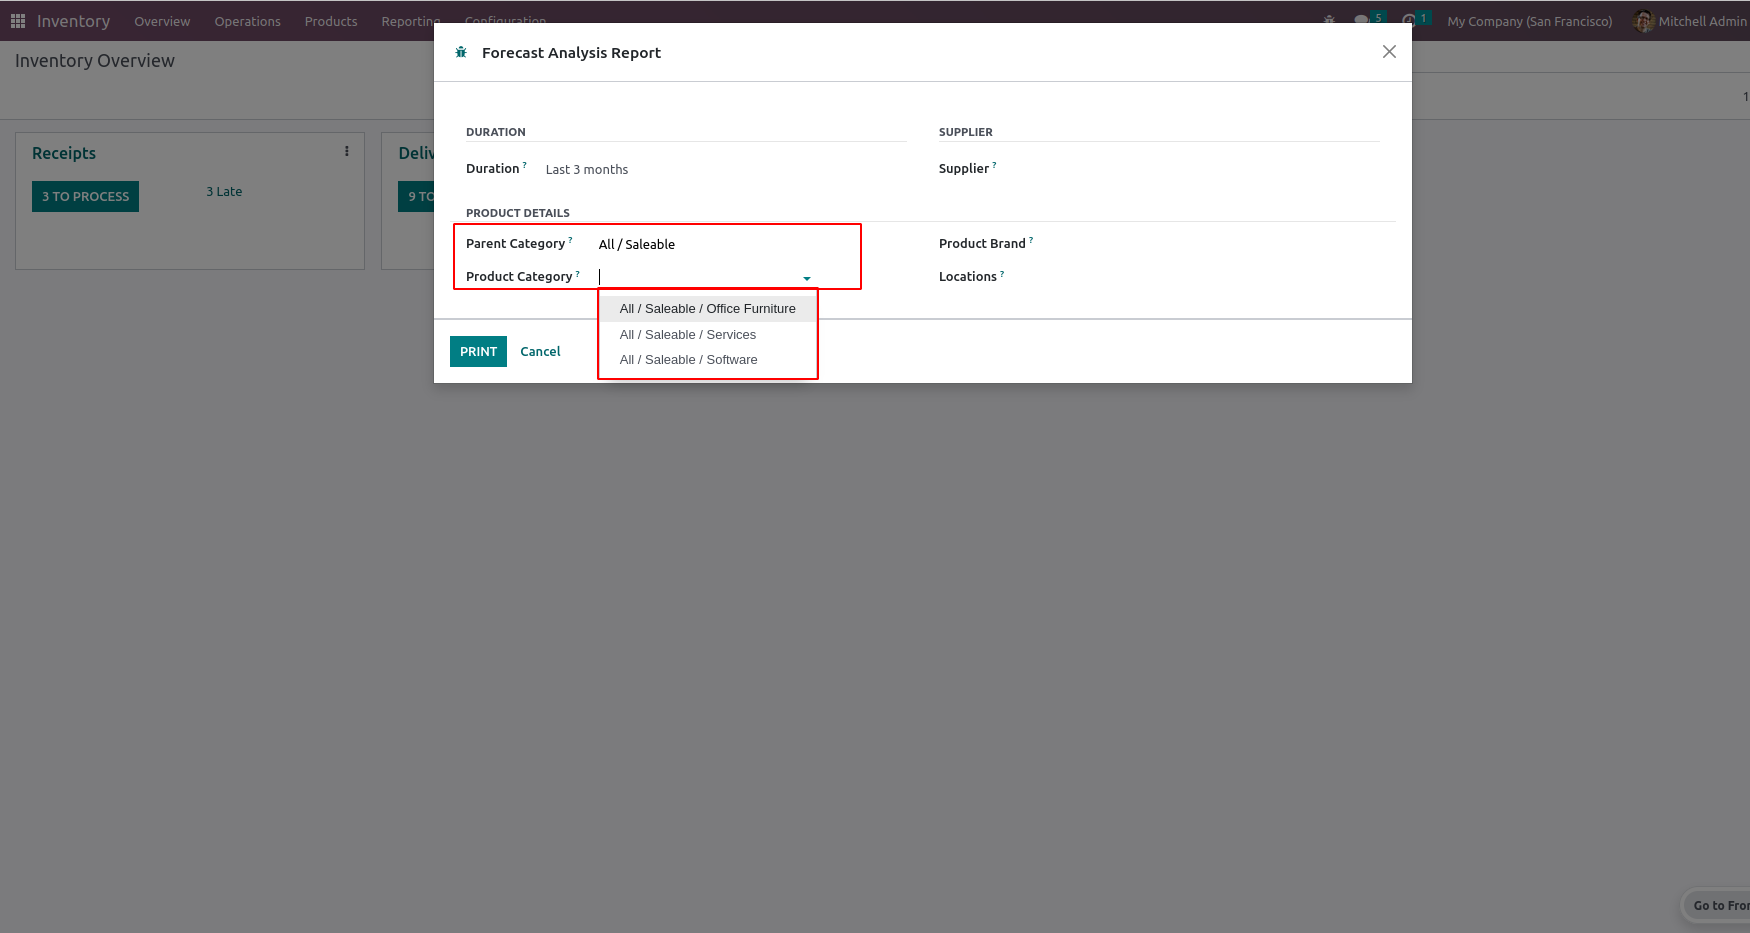 Inventory Overview Operations Products Reporting Configuration 5 1 My Company (San Francisco) Mitchell Admin
Inventory Overview
Forecast Analysis Report
1
DURATION
SUPPLIER
Receipts
Duration ? Last 3 months
Supplier ?
3 TO PROCESS
3 Late
9 TO
Deliv
PRODUCT DETAILS
Parent Category ? All / Saleable
Product Brand ?
Product Category ?
Locations ?
All / Saleable / Office Furniture
All / Saleable / Services
All / Saleable / Software
PRINT Cancel
Go to Fron